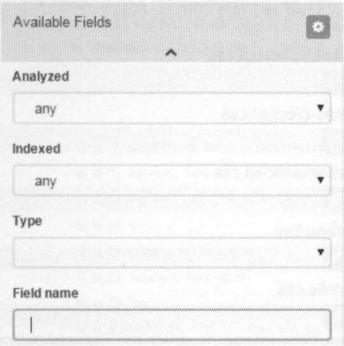 Available Fields
Analyzed
any
Indexed
any
Type
Field name